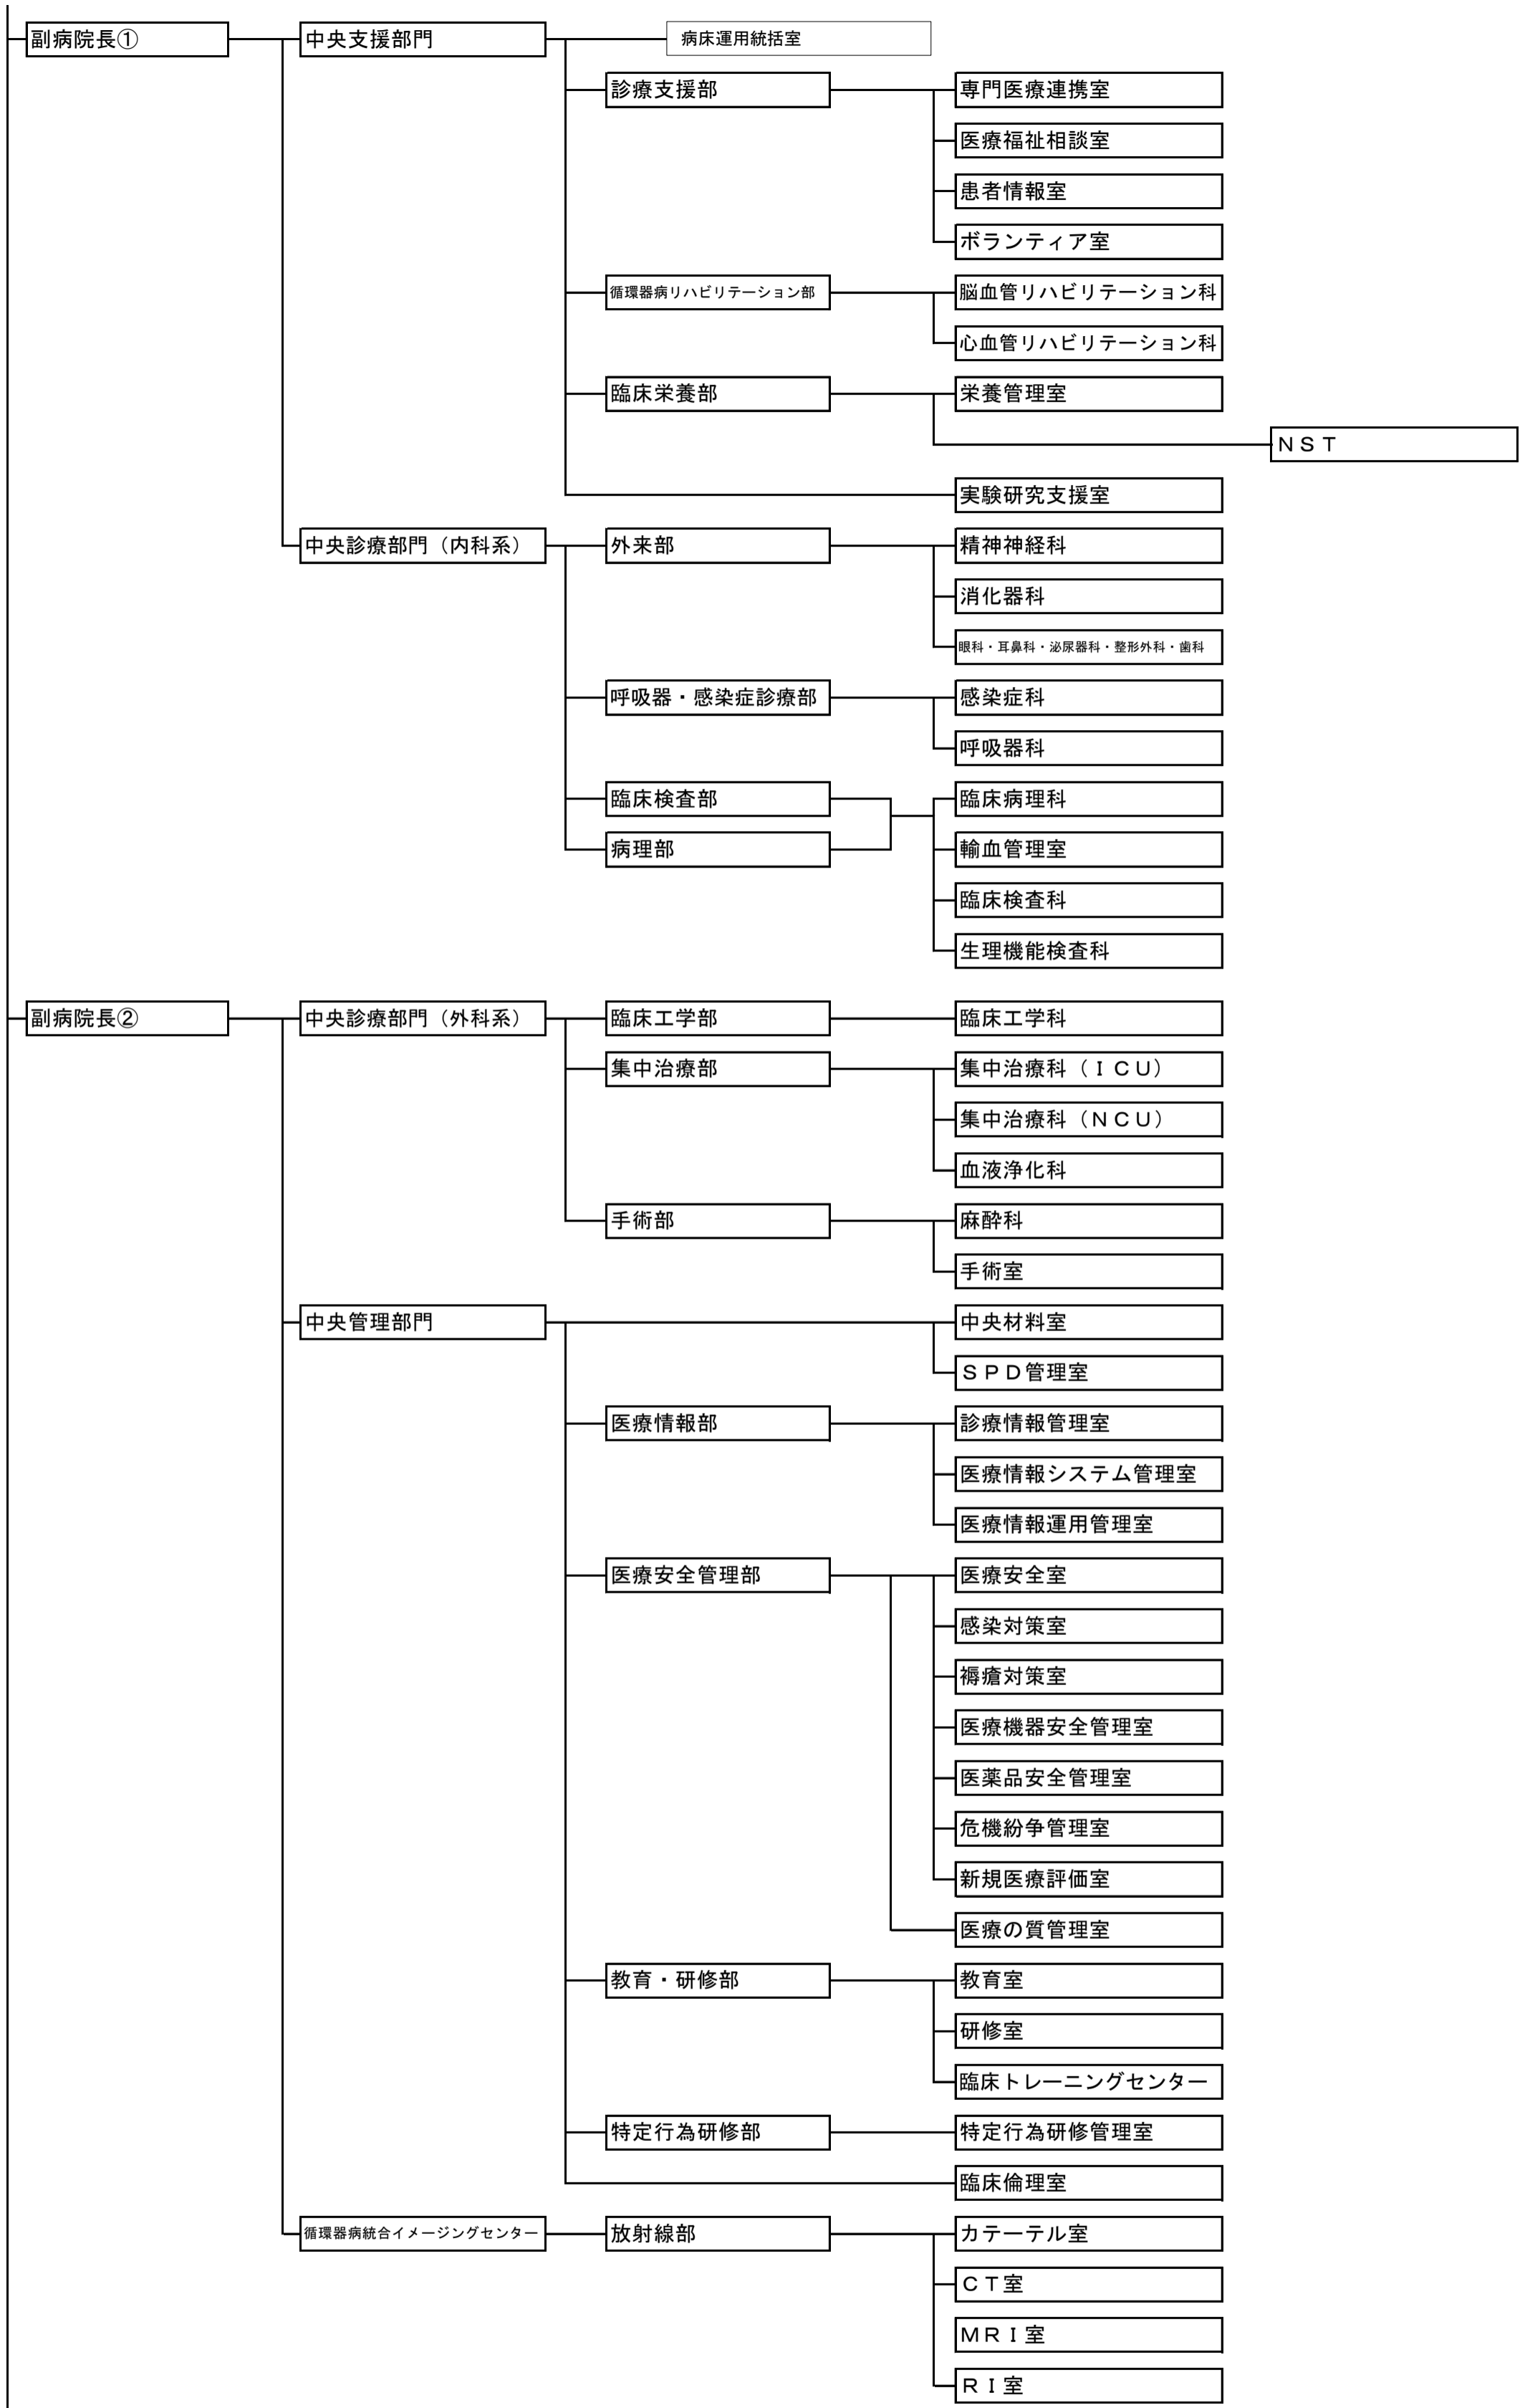 副病院長①
中央支援部門
病床運用統括室
診療支援部
専門医療連携室
医療福祉相談室
患者情報室
ボランティア室
循環器病リハビリテーション部
脳血管リハビリテーション科
心血管リハビリテーション科
臨床栄養部
栄養管理室
ＮＳＴ
実験研究支援室
中央診療部門（内科系）
外来部
精神神経科
消化器科
眼科・耳鼻科・泌尿器科・整形外科・歯科
呼吸器・感染症診療部
感染症科
呼吸器科
臨床検査部
臨床病理科
病理部
輸血管理室
臨床検査科
生理機能検査科
副病院長②
中央診療部門（外科系）
臨床工学部
臨床工学科
集中治療部
集中治療科（ＩＣＵ）
集中治療科（ＮＣＵ）
血液浄化科
手術部
麻酔科
手術室
中央管理部門
中央材料室
ＳＰＤ管理室
医療情報部
診療情報管理室
医療情報システム管理室
医療情報運用管理室
医療安全管理部
医療安全室
感染対策室
褥瘡対策室
医療機器安全管理室
医薬品安全管理室
危機紛争管理室
新規医療評価室
医療の質管理室
教育・研修部
教育室
研修室
臨床トレーニングセンター
特定行為研修部
特定行為研修管理室
臨床倫理室
循環器病統合イメージングセンター
放射線部
カテーテル室
ＣＴ室
ＭＲＩ室
ＲＩ室